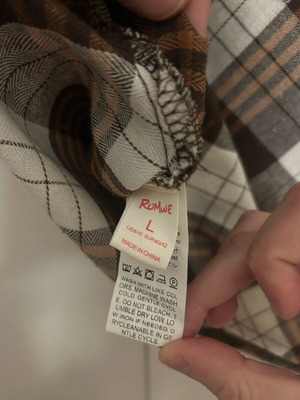 ROMWE
L
MADE IN CHINA
WASH WITH LIKE COL
ORS. MACHINE WASH
COLD. GENTLE CYCL
E. DO NOT BLEACH. T
UMBLE DRY LOW. LO
W IRON IF NEEDED. D
RYCLEANABLE IN GE
NTLE CYCLE